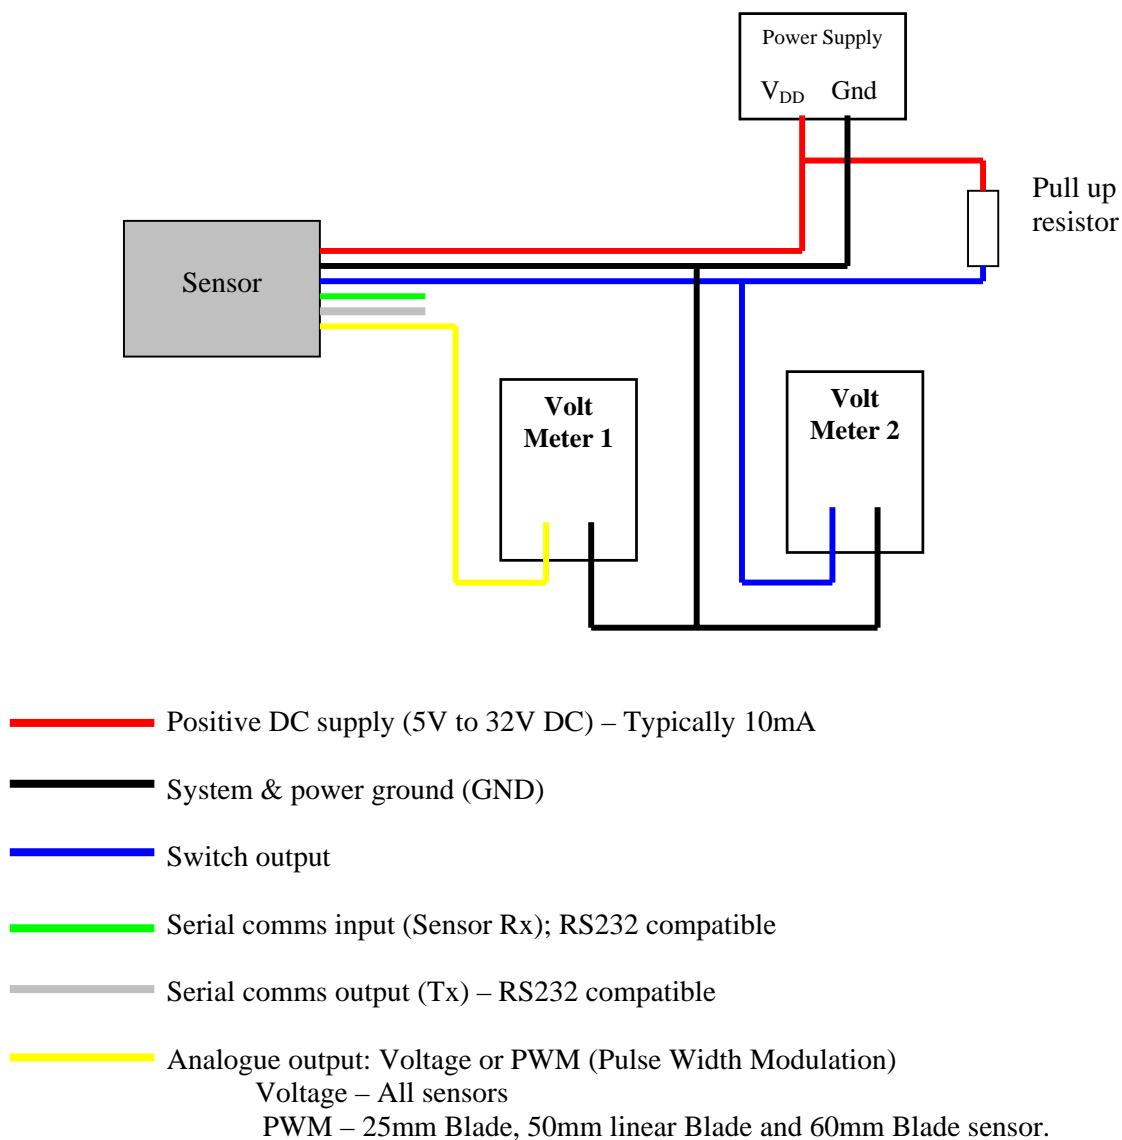 Power Supply
VDD Gnd
Pull up
resistor
Sensor
Volt
Meter 1
Volt
Meter 2
Positive DC supply (5V to 32V DC) – Typically 10mA
System & power ground (GND)
Switch output
Serial comms input (Sensor Rx); RS232 compatible
Serial comms output (Tx) – RS232 compatible
Analogue output: Voltage or PWM (Pulse Width Modulation)
Voltage – All sensors
PWM – 25mm Blade, 50mm linear Blade and 60mm Blade sensor.